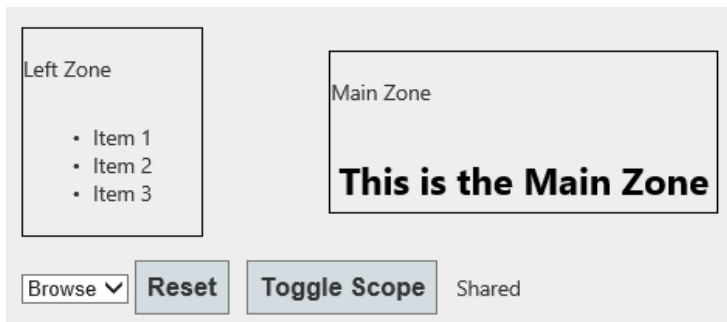 Left Zone
• Item 1
• Item 2
• Item 3
Main Zone
This is the Main Zone
Browse Reset Toggle Scope Shared